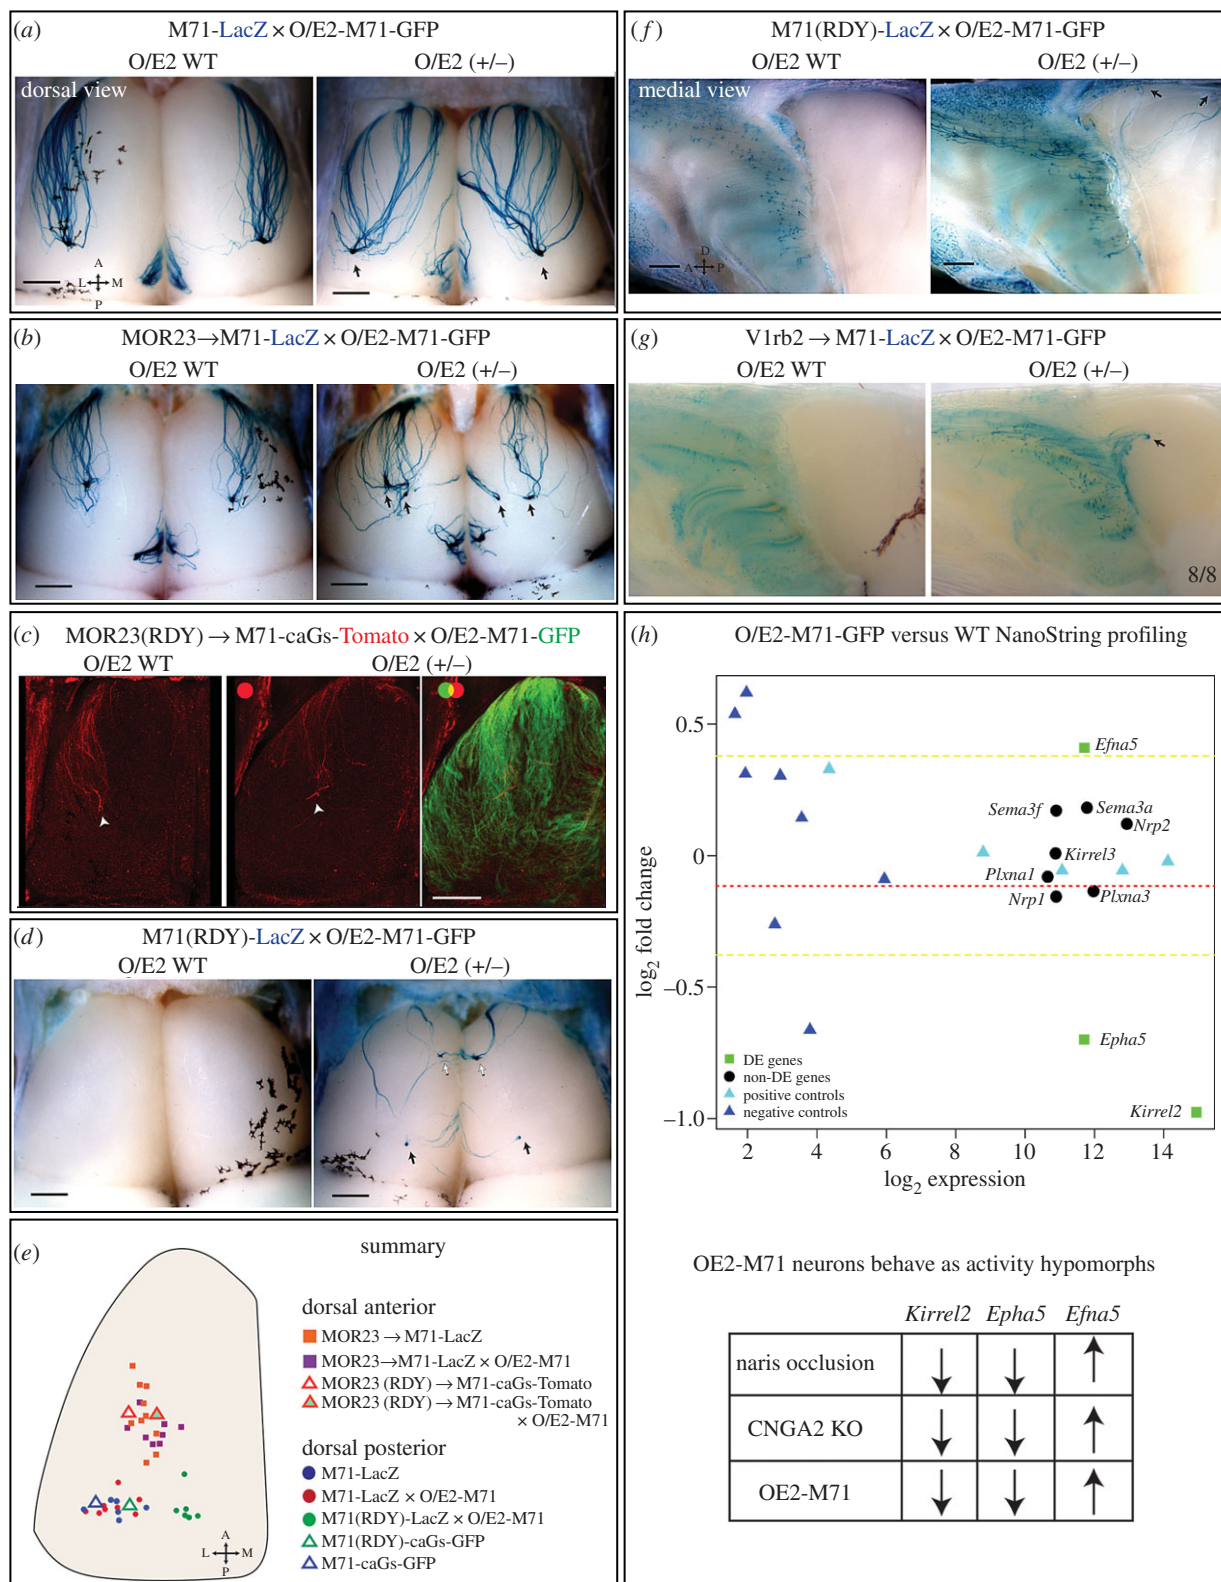 (a) M71-LacZ × O/E2-M71-GFP
O/E2 WT O/E2 (+/–)
dorsal view
A
L M
P
(b) MOR23→M71-LacZ × O/E2-M71-GFP
O/E2 WT O/E2 (+/–)
(c) MOR23(RDY) → M71-caGs-Tomato × O/E2-M71-GFP
O/E2 WT O/E2 (+/–)
(d) M71(RDY)-LacZ × O/E2-M71-GFP
O/E2 WT O/E2 (+/–)
(e) summary
dorsal anterior
MOR23 → M71-LacZ
MOR23→M71-LacZ × O/E2-M71
MOR23 (RDY) → M71-caGs-Tomato
MOR23 (RDY) → M71-caGs-Tomato
× O/E2-M71
dorsal posterior
M71-LacZ
M71-LacZ × O/E2-M71
M71(RDY)-LacZ × O/E2-M71
M71(RDY)-caGs-GFP
M71-caGs-GFP
A
L M
P
(f) M71(RDY)-LacZ × O/E2-M71-GFP
O/E2 WT O/E2 (+/–)
medial view
D
A P
V1rb2 → M71-LacZ × O/E2-M71-GFP
(g)
O/E2 WT O/E2 (+/–)
8/8
(h) O/E2-M71-GFP versus WT NanoString profiling
0.5
0
–0.5
–1.0
log2 fold change
Efna5
Sema3f Sema3a
Nrp2
Kirrel3
Plxna1
Nrp1 Plxna3
Epha5
Kirrel2
DE genes
non-DE genes
positive controls
negative controls
2 4 6 8 10 12 14
log2 expression
OE2-M71 neurons behave as activity hypomorphs
Kirrel2 Epha5 Efna5
naris occlusion ↓ ↓ ↑
CNGA2 KO ↓ ↓ ↑
OE2-M71 ↓ ↓ ↑